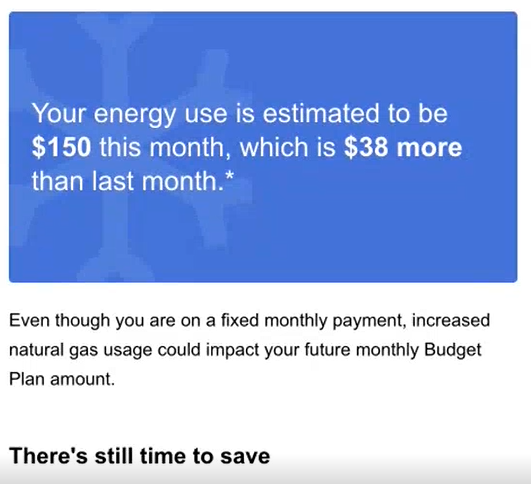 Your energy use is estimated to be
$150 this month, which is $38 more
than last month.*
Even though you are on a fixed monthly payment, increased
natural gas usage could impact your future monthly Budget
Plan amount.
There's still time to save